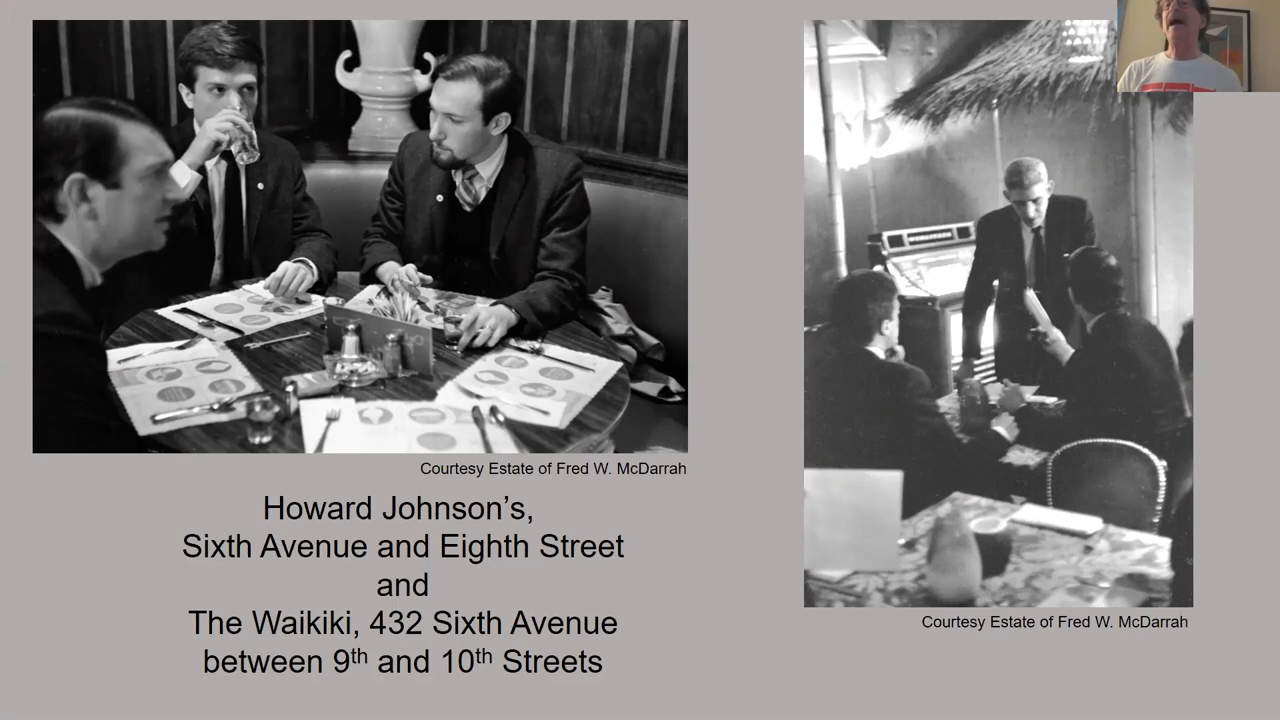 Courtesy Estate of Fred W. McDarrah
Howard Johnson’s,
Sixth Avenue and Eighth Street
and
The Waikiki, 432 Sixth Avenue
between 9th and 10th Streets
Courtesy Estate of Fred W. McDarrah